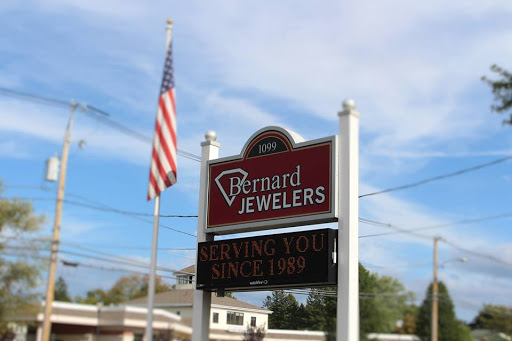 1099
Bernard
JEWELERS
SERVING YOU
SINCE 1989